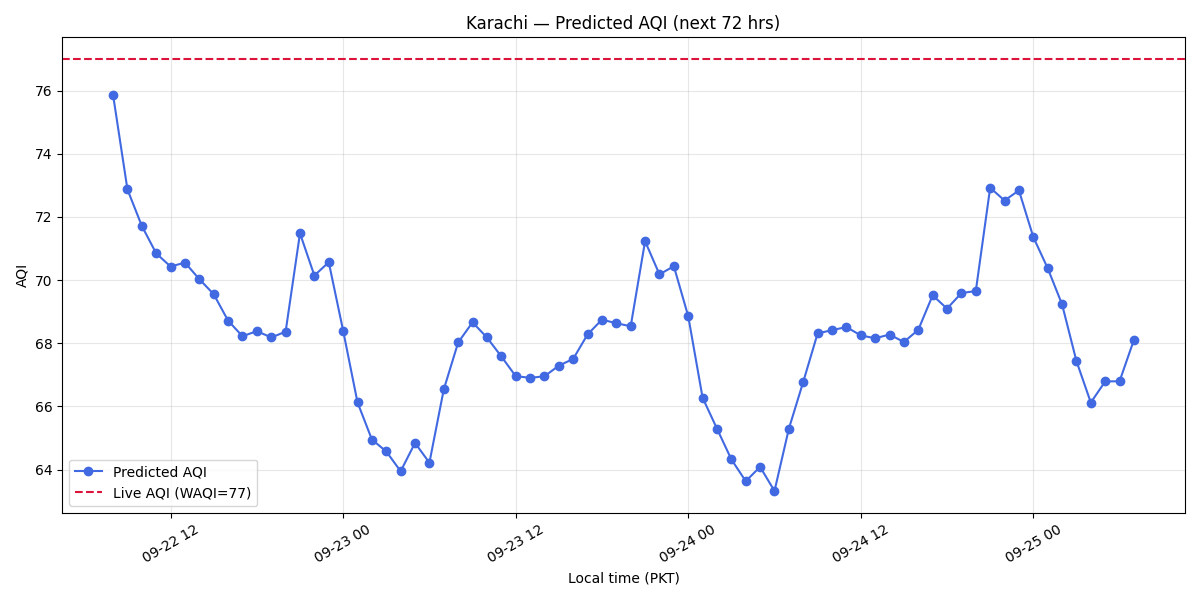 Karachi — Predicted AQI (next 72 hrs)
AQI
76
74
72
70
68
66
64
Predicted AQI
Live AQI (WAQI=77)
09-22 12
09-23 00
09-23 12
09-24 00
09-24 12
09-25 00
Local time (PKT)